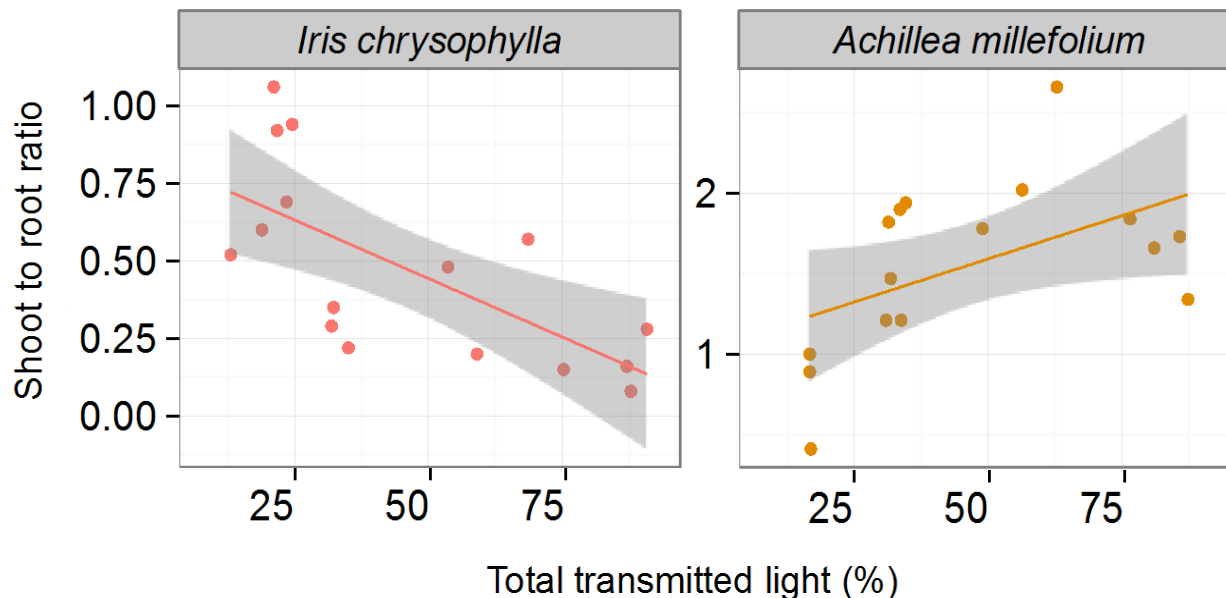 Iris chrysophylla
Achillea millefolium
Shoot to root ratio
1.00
0.75
0.50
0.25
0.00
2
1
25 50 75
25 50 75
Total transmitted light (%)